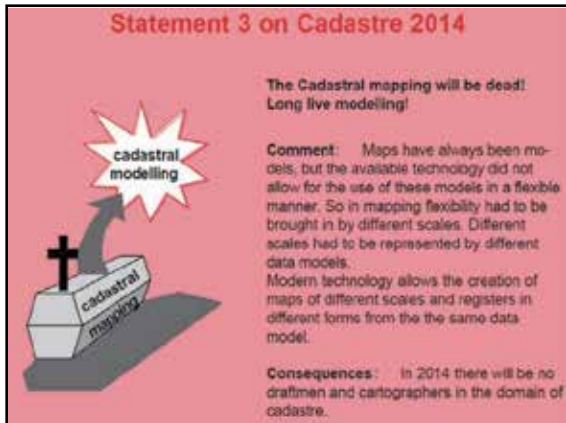 Statement 3 on Cadastre 2014
The Cadastral mapping will be dead!
Long live modelling!
cadastral
modelling
cadastral
mapping
Comment: Maps have always been mo-
dels, but the available technology did not
allow for the use of these models in a flexible
manner. So in mapping flexibility had to be
brought in by different scales. Different
scales had to be represented by different
data models.
Modern technology allows the creation of
maps of different scales and registers in
different forms from the the same data
model.
Consequences: In 2014 there will be no
draftmen and cartographers in the domain of
cadastre.